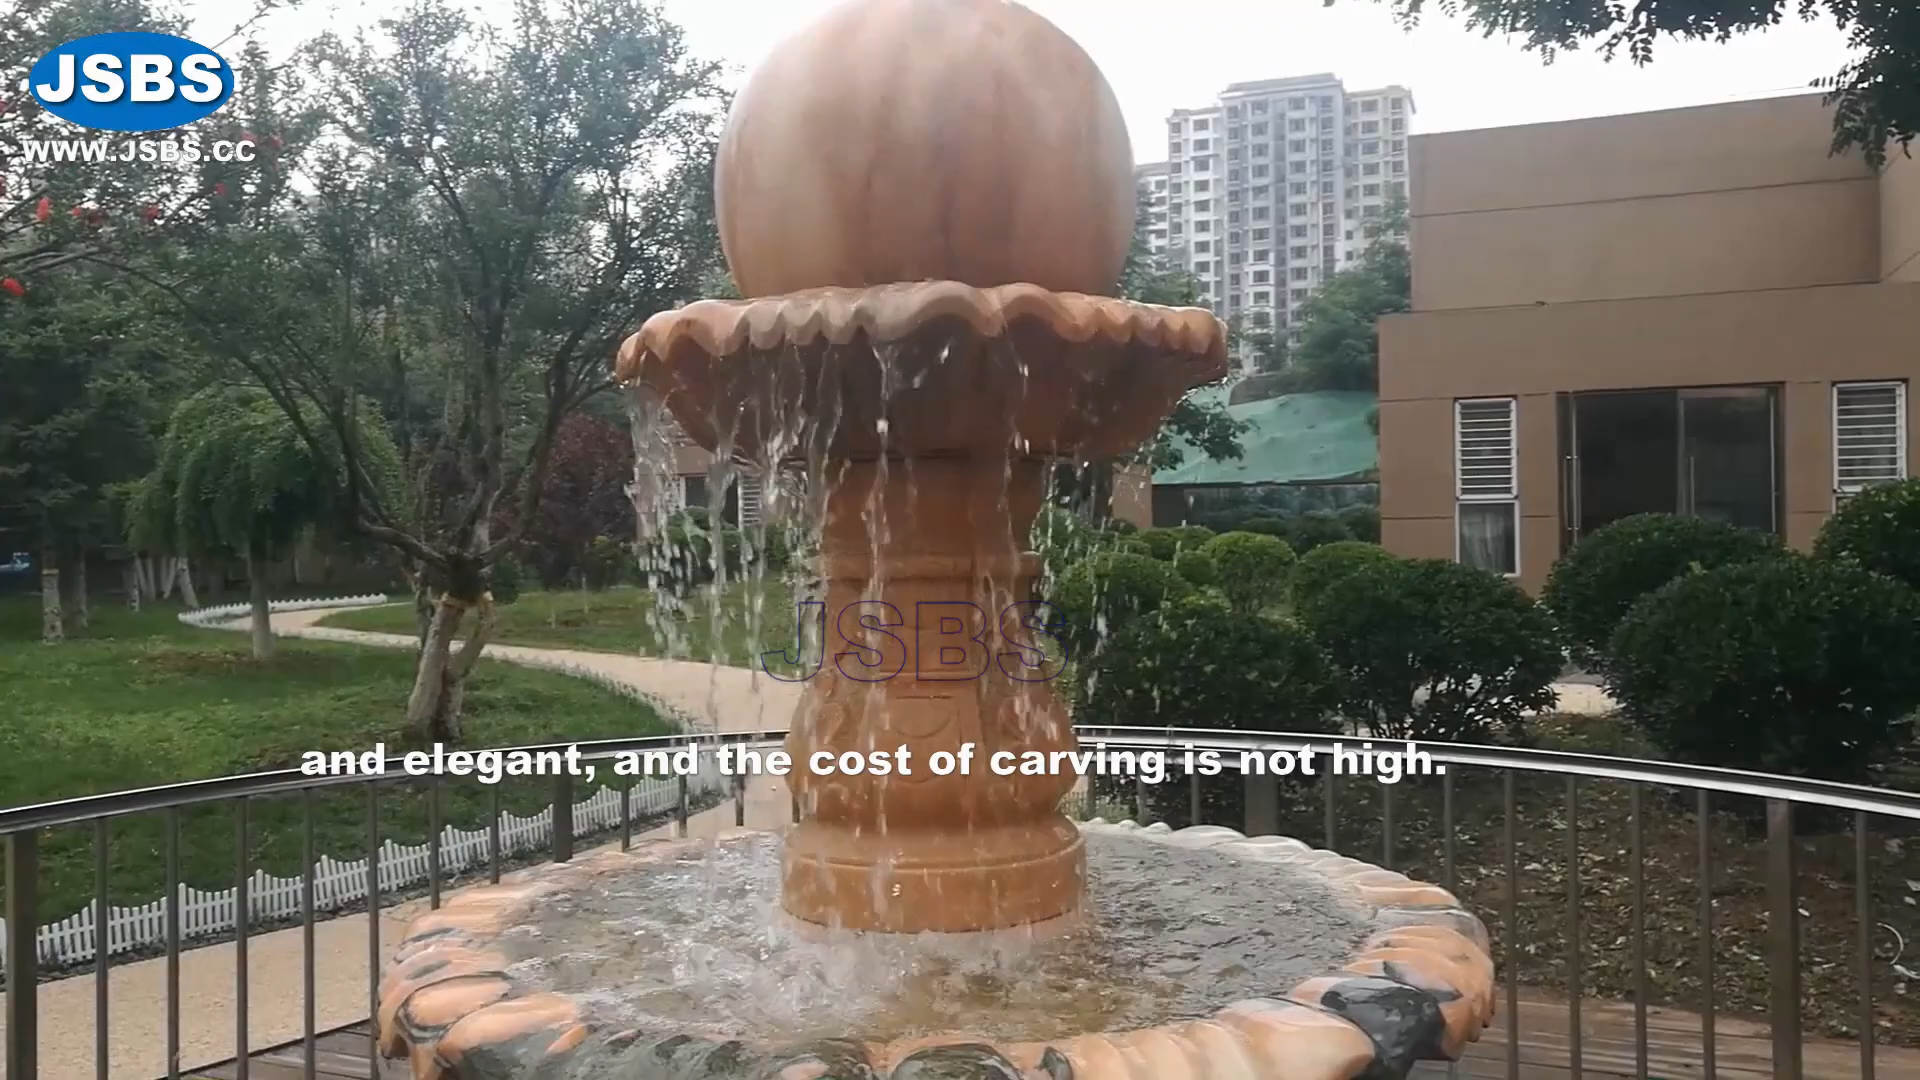 JSBS
WWW.JSBS.CC
JSBS
and elegant, and the cost of carving is not high.